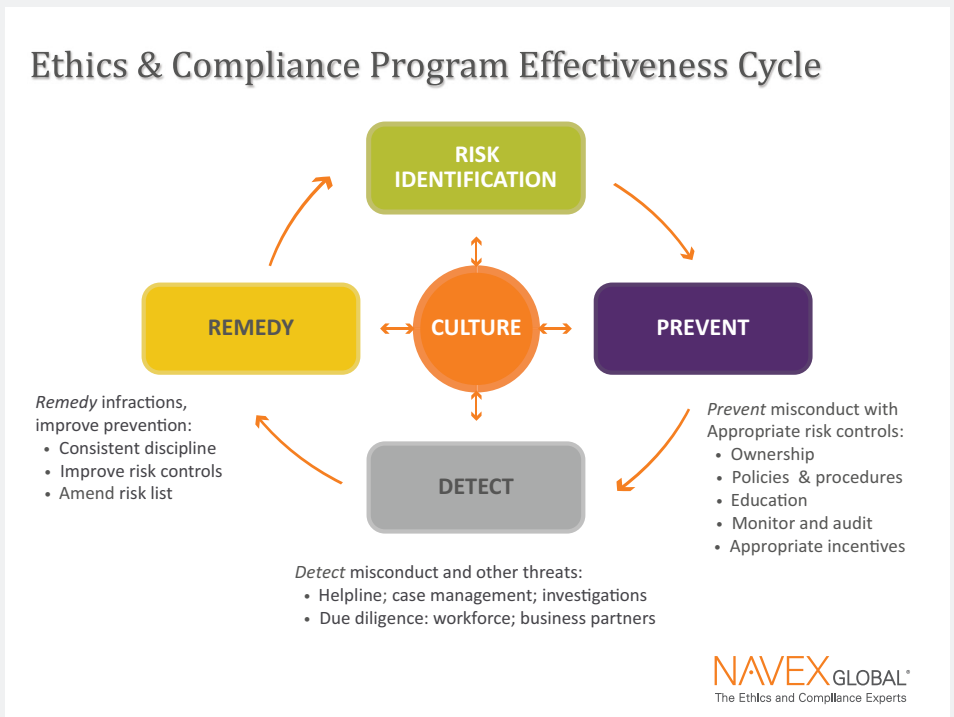 Ethics & Compliance Program Effectiveness Cycle
RISK
IDENTIFICATION
REMEDY
CULTURE
PREVENT
Remedy infractions,
improve prevention:
• Consistent discipline
• Improve risk controls
• Amend risk list
DETECT
Prevent misconduct with
Appropriate risk controls:
• Ownership
• Policies & procedures
• Education
• Monitor and audit
• Appropriate incentives
Detect misconduct and other threats:
• Helpline; case management; investigations
• Due diligence: workforce; business partners
NAVEX GLOBAL®
The Ethics and Compliance Experts